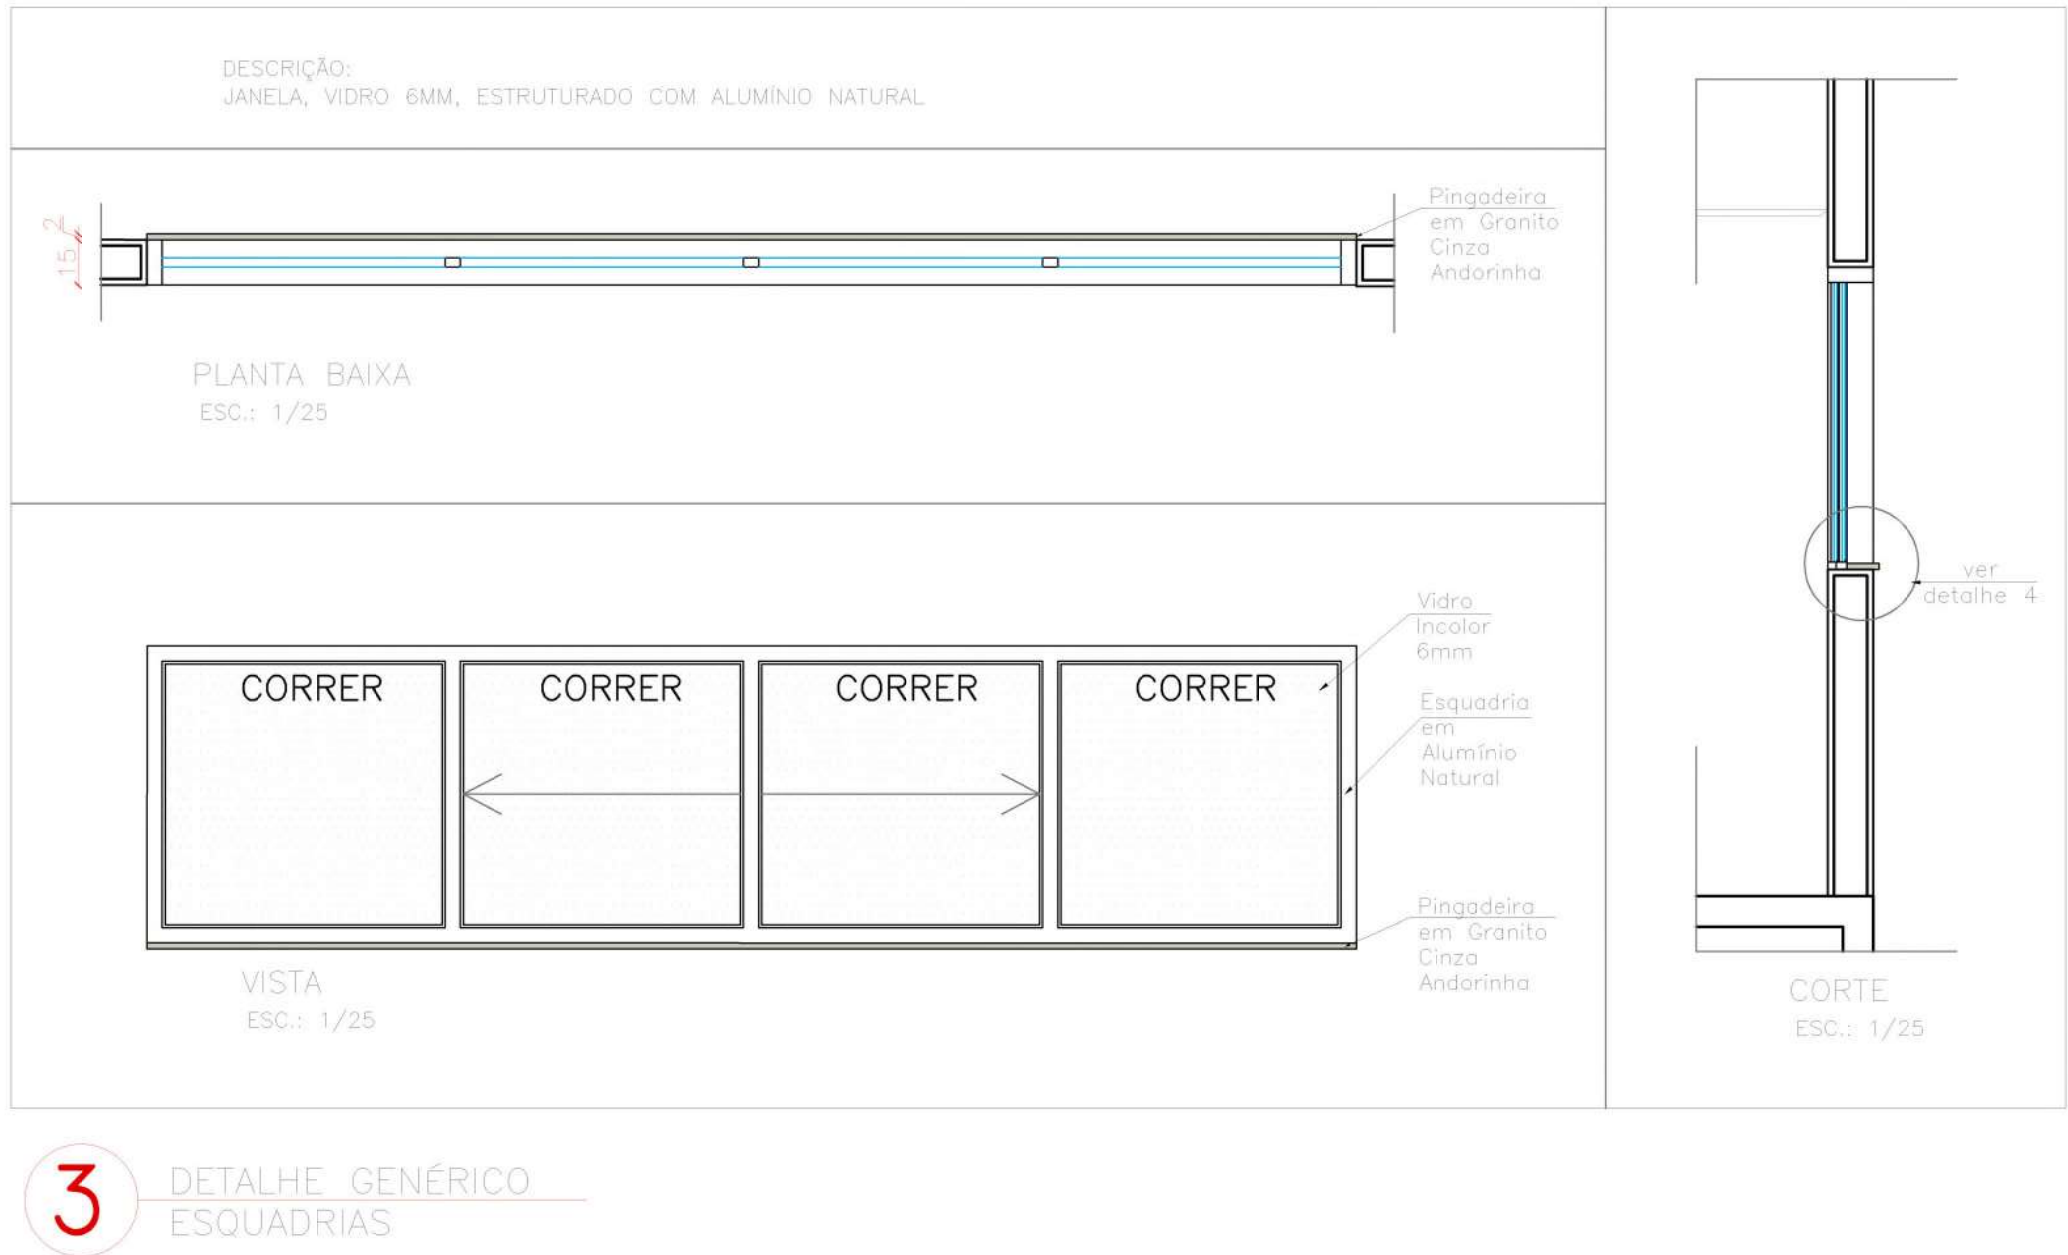 DESCRIÇÃO:
JANELA, VIDRO 6MM, ESTRUTURADO COM ALUMÍNIO NATURAL
2
15
Pingadeira
em Granito
Cinza
Andorinha
PLANTA BAIXA
ESC.: 1/25
CORRER
CORRER
CORRER
CORRER
Vidro
Incolor
6mm
Esquadria
em
Alumínio
Natural
Pingadeira
em Granito
Cinza
Andorinha
VISTA
ESC.: 1/25
ver
detalhe 4
CORTE
ESC.: 1/25
3
DETALHE GENÉRICO
ESQUADRIAS